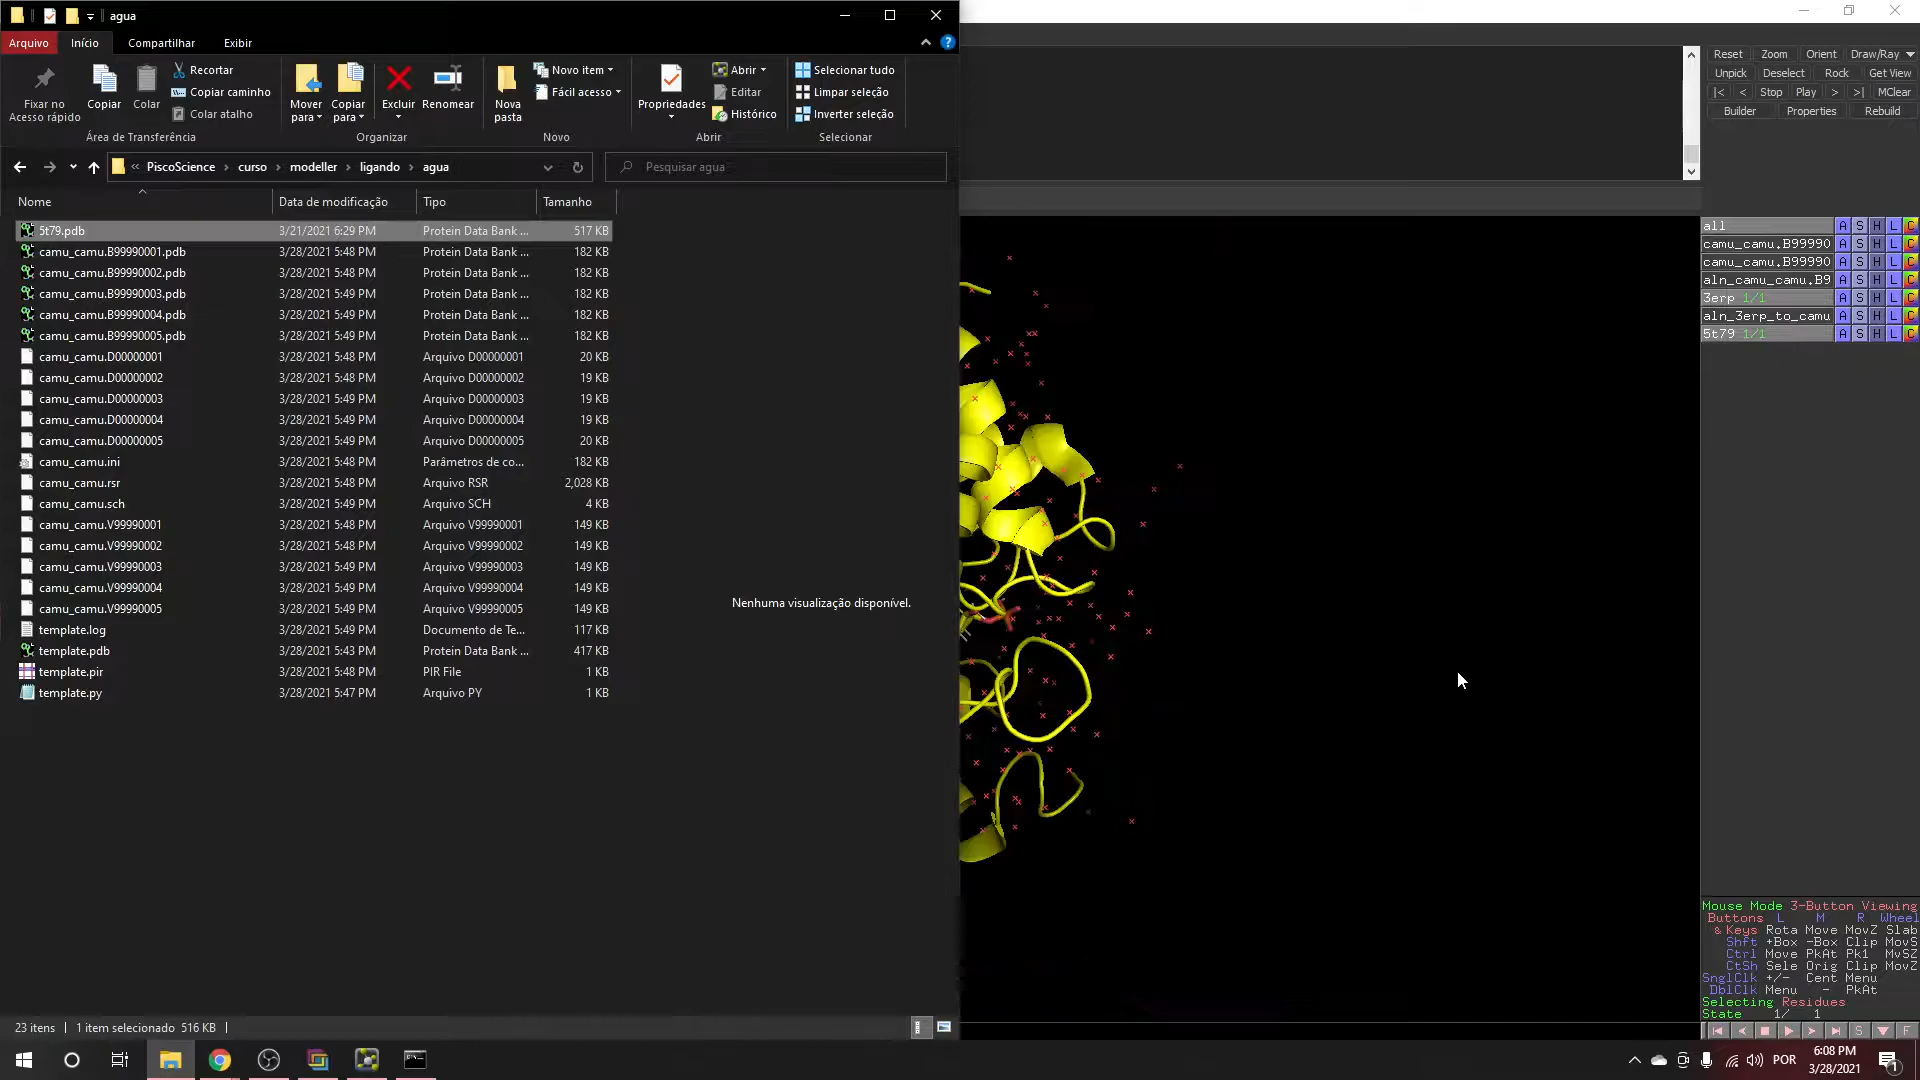 agua
Arquivo Início Compartilhar Exibir
Fixar no
Acesso rápido
Copiar
Colar
Recortar
Copiar caminho
Colar atalho
Área de Transferência
Mover
para
Copiar
para
Excluir
Renomear
Organizar
Nova
pasta
Novo item
Fácil acesso
Novo
Propriedades
Abrir
Editar
Histórico
Abrir
Selecionar tudo
Limpar seleção
Inverter seleção
Selecionar
« PiscoScience › curso › modeller › ligando › agua
Pesquisar agua
Nome Data de modificação Tipo Tamanho
5t79.pdb 3/21/2021 6:29 PM Protein Data Bank ... 517 KB
camu_camu.B99990001.pdb 3/28/2021 5:48 PM Protein Data Bank ... 182 KB
camu_camu.B99990002.pdb 3/28/2021 5:48 PM Protein Data Bank ... 182 KB
camu_camu.B99990003.pdb 3/28/2021 5:49 PM Protein Data Bank ... 182 KB
camu_camu.B99990004.pdb 3/28/2021 5:49 PM Protein Data Bank ... 182 KB
camu_camu.B99990005.pdb 3/28/2021 5:49 PM Protein Data Bank ... 182 KB
camu_camu.D00000001 3/28/2021 5:48 PM Arquivo D00000001 20 KB
camu_camu.D00000002 3/28/2021 5:48 PM Arquivo D00000002 19 KB
camu_camu.D00000003 3/28/2021 5:49 PM Arquivo D00000003 19 KB
camu_camu.D00000004 3/28/2021 5:49 PM Arquivo D00000004 19 KB
camu_camu.D00000005 3/28/2021 5:49 PM Arquivo D00000005 20 KB
camu_camu.ini 3/28/2021 5:48 PM Parâmetros de co... 182 KB
camu_camu.rsr 3/28/2021 5:48 PM Arquivo RSR 2,028 KB
camu_camu.sch 3/28/2021 5:49 PM Arquivo SCH 4 KB
camu_camu.V99990001 3/28/2021 5:48 PM Arquivo V99990001 149 KB
camu_camu.V99990002 3/28/2021 5:48 PM Arquivo V99990002 149 KB
camu_camu.V99990003 3/28/2021 5:49 PM Arquivo V99990003 149 KB
camu_camu.V99990004 3/28/2021 5:49 PM Arquivo V99990004 149 KB
camu_camu.V99990005 3/28/2021 5:49 PM Arquivo V99990005 149 KB
template.log 3/28/2021 5:49 PM Documento de Te... 117 KB
template.pdb 3/28/2021 5:43 PM Protein Data Bank ... 417 KB
template.pir 3/28/2021 5:48 PM PIR File 1 KB
template.py 3/28/2021 5:47 PM Arquivo PY 1 KB
Nenhuma visualização disponível.
23 itens 1 item selecionado 516 KB
Reset Zoom Orient Draw/Ray
Unpick Deselect Rock Get View
|< < Stop Play > >| MClear
Builder Properties Rebuild
all A S H L C
camu_camu.B99990 A S H L C
camu_camu.B99990 A S H L C
aln_camu_camu.B9 A S H L C
3erp 1/1 A S H L C
aln_3erp_to_camu A S H L C
5t79 1/1 A S H L C
Mouse Mode 3-Button Viewing
Buttons L M R Wheel
& Keys Rota Move MovZ Slab
Shft +Box -Box Clip MovS
Ctrl Move PkAt Pk1 MvSZ
CtSh Sele Orig Clip MovZ
SnglClk +/- Cent Menu
DblClk Menu - PkAt
Selecting Residues
State 1/ 1
S F
POR
6:08 PM
3/28/2021
1